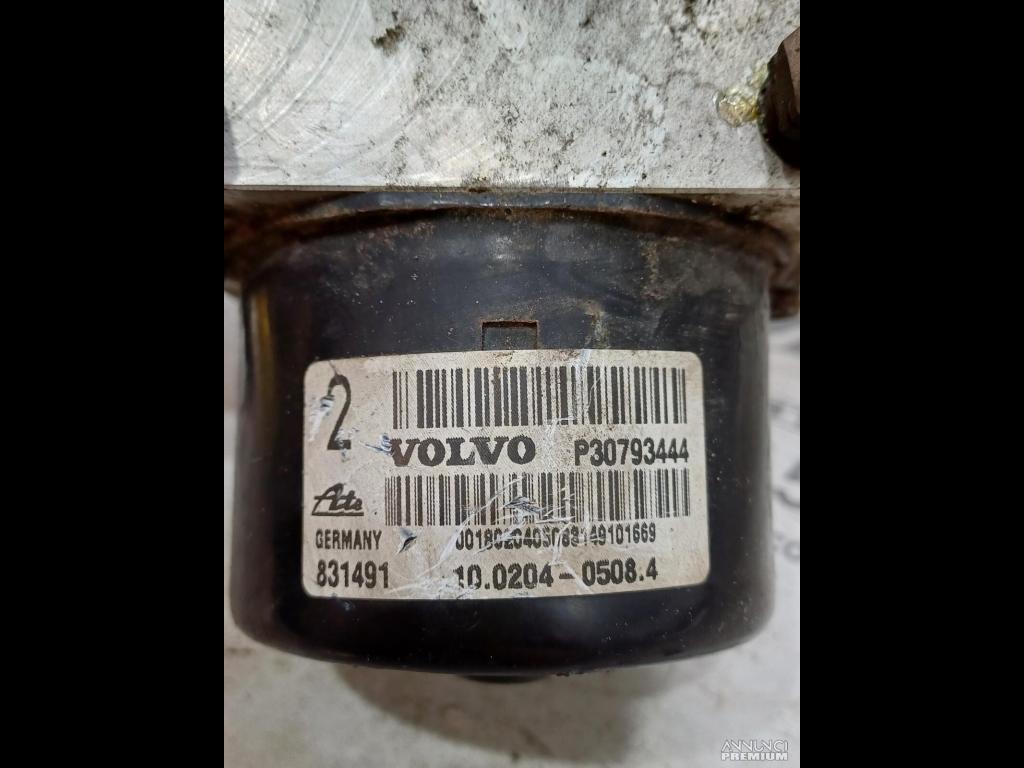 2
VOLVO P30793444
Ate
GERMANY
831491 10.0204-0508.4
ANNUNCI
PREMIUM